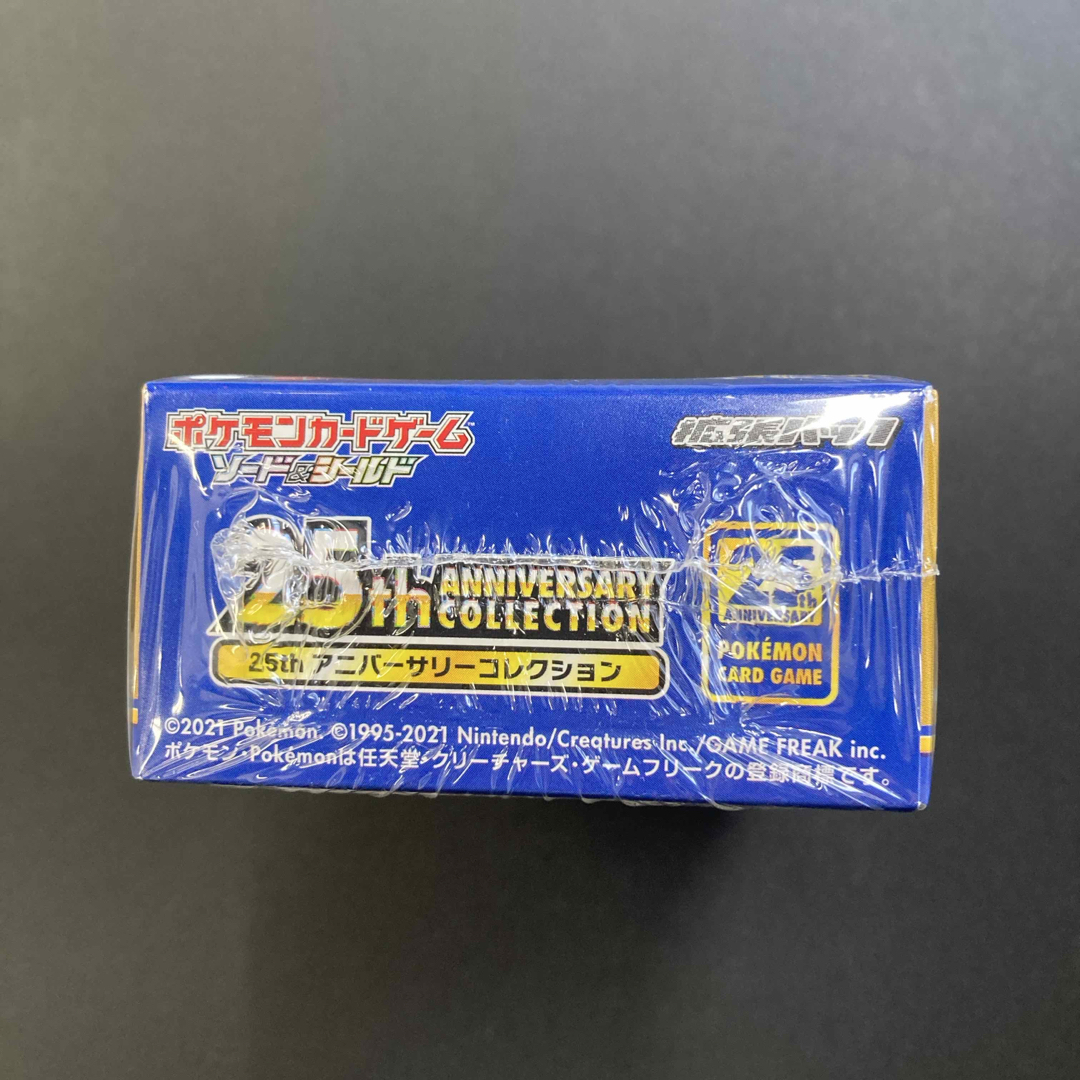 ポケモンカードゲーム
ソード&シールド
拡張パック
25th ANNIVERSARY
COLLECTION
25th アニバーサリーコレクション
25th
ANNIVERSARY
POKÉMON
CARD GAME
©2021 Pokémon. ©1995-2021 Nintendo/Creatures Inc./GAME FREAK inc.
ポケモン・Pokémonは任天堂・クリーチャーズ・ゲームフリークの登録商標です。